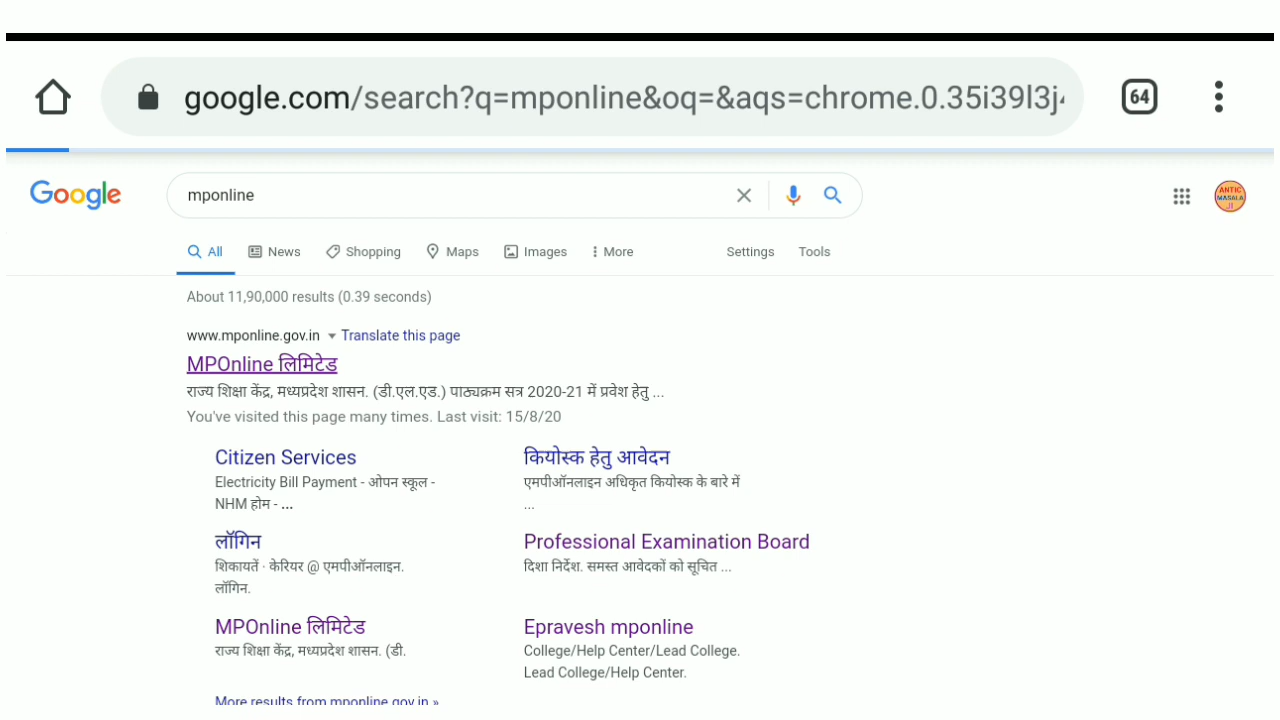 google.com/search?q=mponline&oq=&aqs=chrome.0.35i39l3j
64
Google
mponline
ANTIC
MASALA
JI
All News Shopping Maps Images More Settings Tools
About 11,90,000 results (0.39 seconds)
www.mponline.gov.in Translate this page
MPOnline लिमिटेड
राज्य शिक्षा केंद्र, मध्यप्रदेश शासन. (डी.एल.एड.) पाठ्यक्रम सत्र 2020-21 में प्रवेश हेतु ...
You've visited this page many times. Last visit: 15/8/20
Citizen Services
Electricity Bill Payment - ओपन स्कूल -
NHM होम - ...
कियोस्क हेतु आवेदन
एमपीऑनलाइन अधिकृत कियोस्क के बारे में
...
लॉगिन
शिकायतें · केरियर @ एमपीऑनलाइन.
लॉगिन.
Professional Examination Board
दिशा निर्देश. समस्त आवेदकों को सूचित ...
MPOnline लिमिटेड
राज्य शिक्षा केंद्र, मध्यप्रदेश शासन. (डी.
Epravesh mponline
College/Help Center/Lead College.
Lead College/Help Center.
More results from mponline.gov.in »